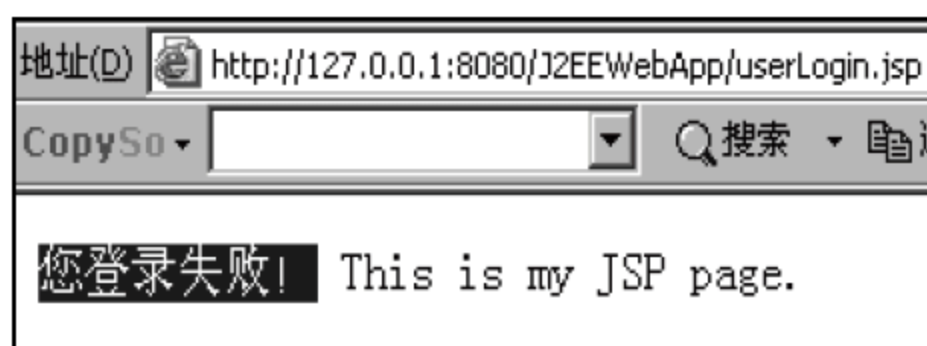 地址(D) http://127.0.0.1:8080/J2EEWebApp/userLogin.jsp
CopySo 搜索
您登录失败! This is my JSP page.